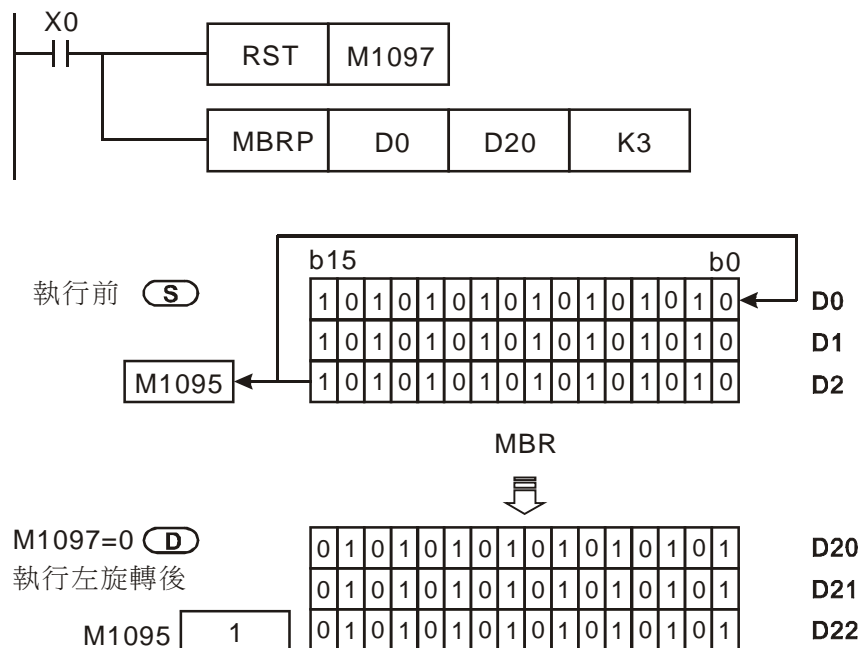 X0
RST M1097
MBRP D0 D20 K3
b15 b0
執行前 S 1 0 1 0 1 0 1 0 1 0 1 0 1 0 1 0 D0
1 0 1 0 1 0 1 0 1 0 1 0 1 0 1 0 D1
M1095 1 0 1 0 1 0 1 0 1 0 1 0 1 0 1 0 D2
MBR
M1097=0 D 0 1 0 1 0 1 0 1 0 1 0 1 0 1 0 1 D20
執行左旋轉後 0 1 0 1 0 1 0 1 0 1 0 1 0 1 0 1 D21
M1095 1 0 1 0 1 0 1 0 1 0 1 0 1 0 1 0 1 D22